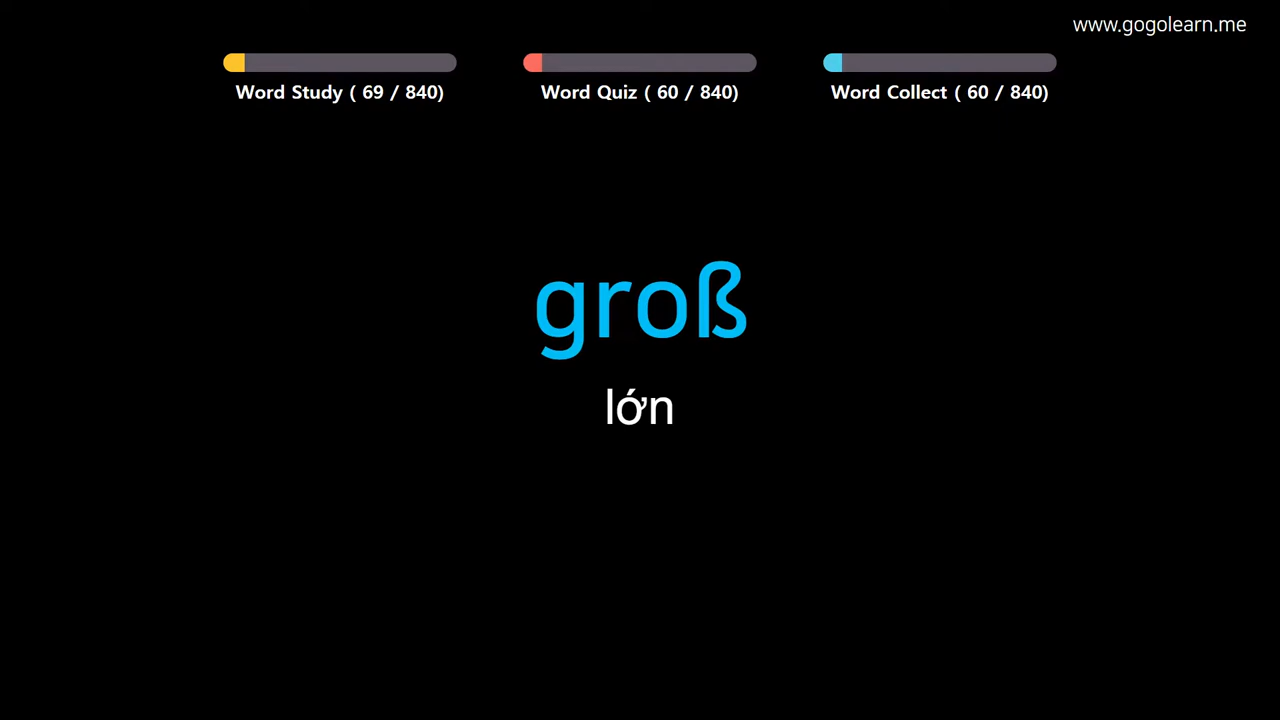 www.gogolearn.me
Word Study ( 69 / 840)
Word Quiz ( 60 / 840)
Word Collect ( 60 / 840)
groß
lớn